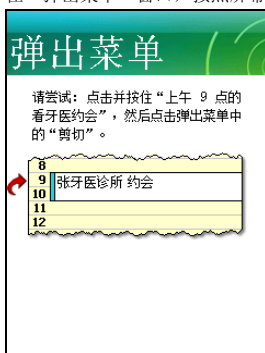 弹出菜单
请尝试：点击并按住“上午 9 点的
看牙医约会”，然后点击弹出菜单中
的“剪切”。
8
9 张牙医诊所 约会
10
11
12